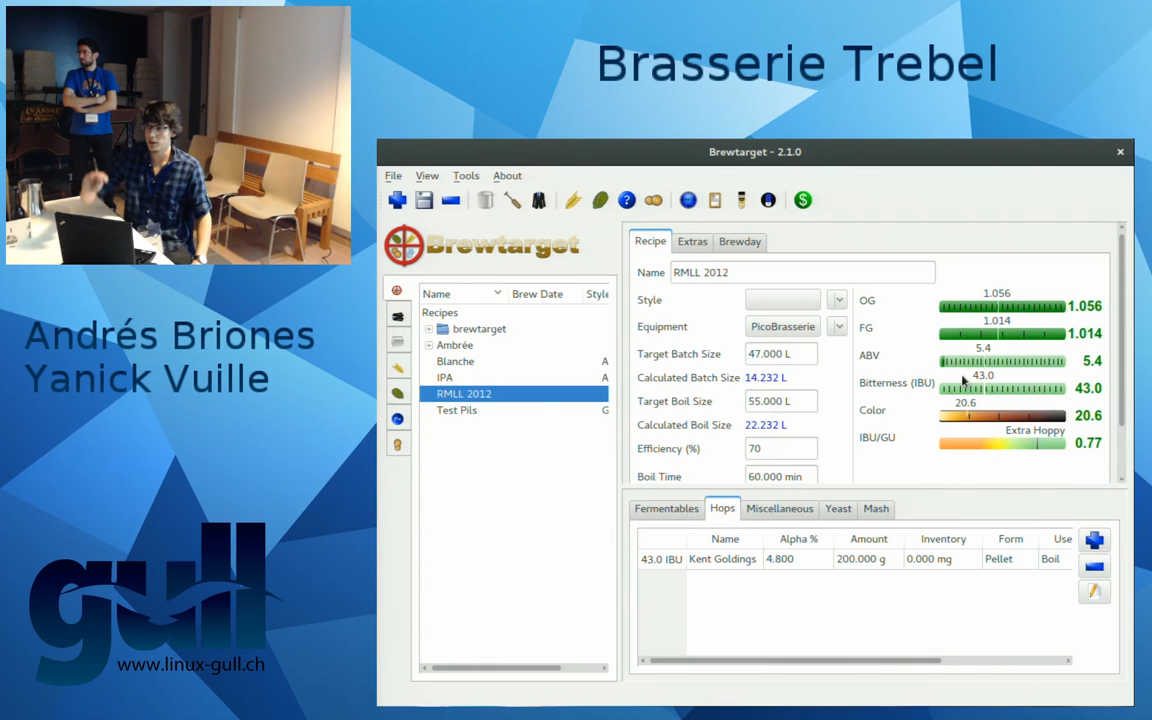 Brasserie Trebel
Andrés Briones
Yanick Vuille
gull
www.linux-gull.ch
Brewtarget - 2.1.0
File View Tools About
Brewtarget
Name Brew Date Style
Recipes
brewtarget
Ambrée
Blanche A
IPA A
RMLL 2012
Test Pils G
Recipe Extras Brewday
Name RMLL 2012
Style
Equipment PicoBrasserie
Target Batch Size 47.000 L
Calculated Batch Size 14.232 L
Target Boil Size 55.000 L
Calculated Boil Size 22.232 L
Efficiency (%) 70
Boil Time 60.000 min
OG 1.056 1.056
FG 1.014 1.014
ABV 5.4 5.4
Bitterness (IBU) 43.0 43.0
Color 20.6 20.6
IBU/GU Extra Hoppy 0.77
Fermentables Hops Miscellaneous Yeast Mash
Name Alpha % Amount Inventory Form Use
43.0 IBU Kent Goldings 4.800 200.000 g 0.000 mg Pellet Boil